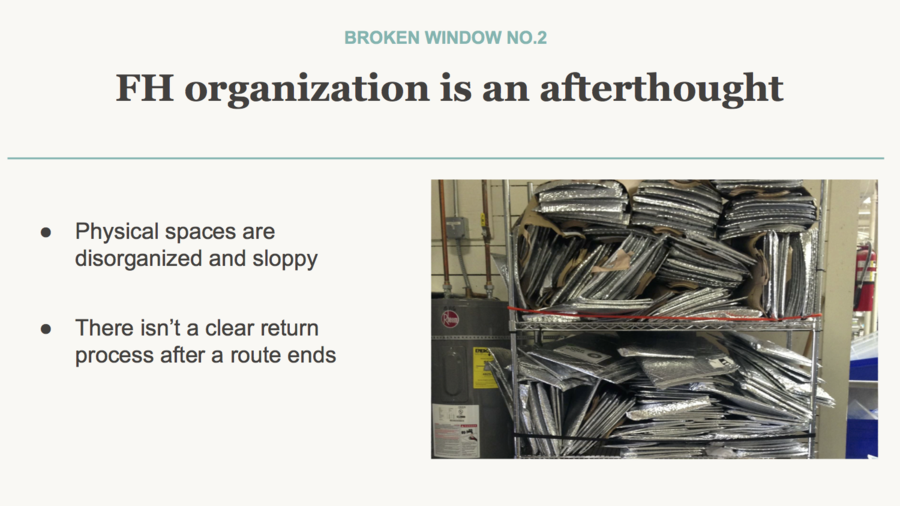 BROKEN WINDOW NO.2
FH organization is an afterthought
● Physical spaces are
disorganized and sloppy
● There isn’t a clear return
process after a route ends